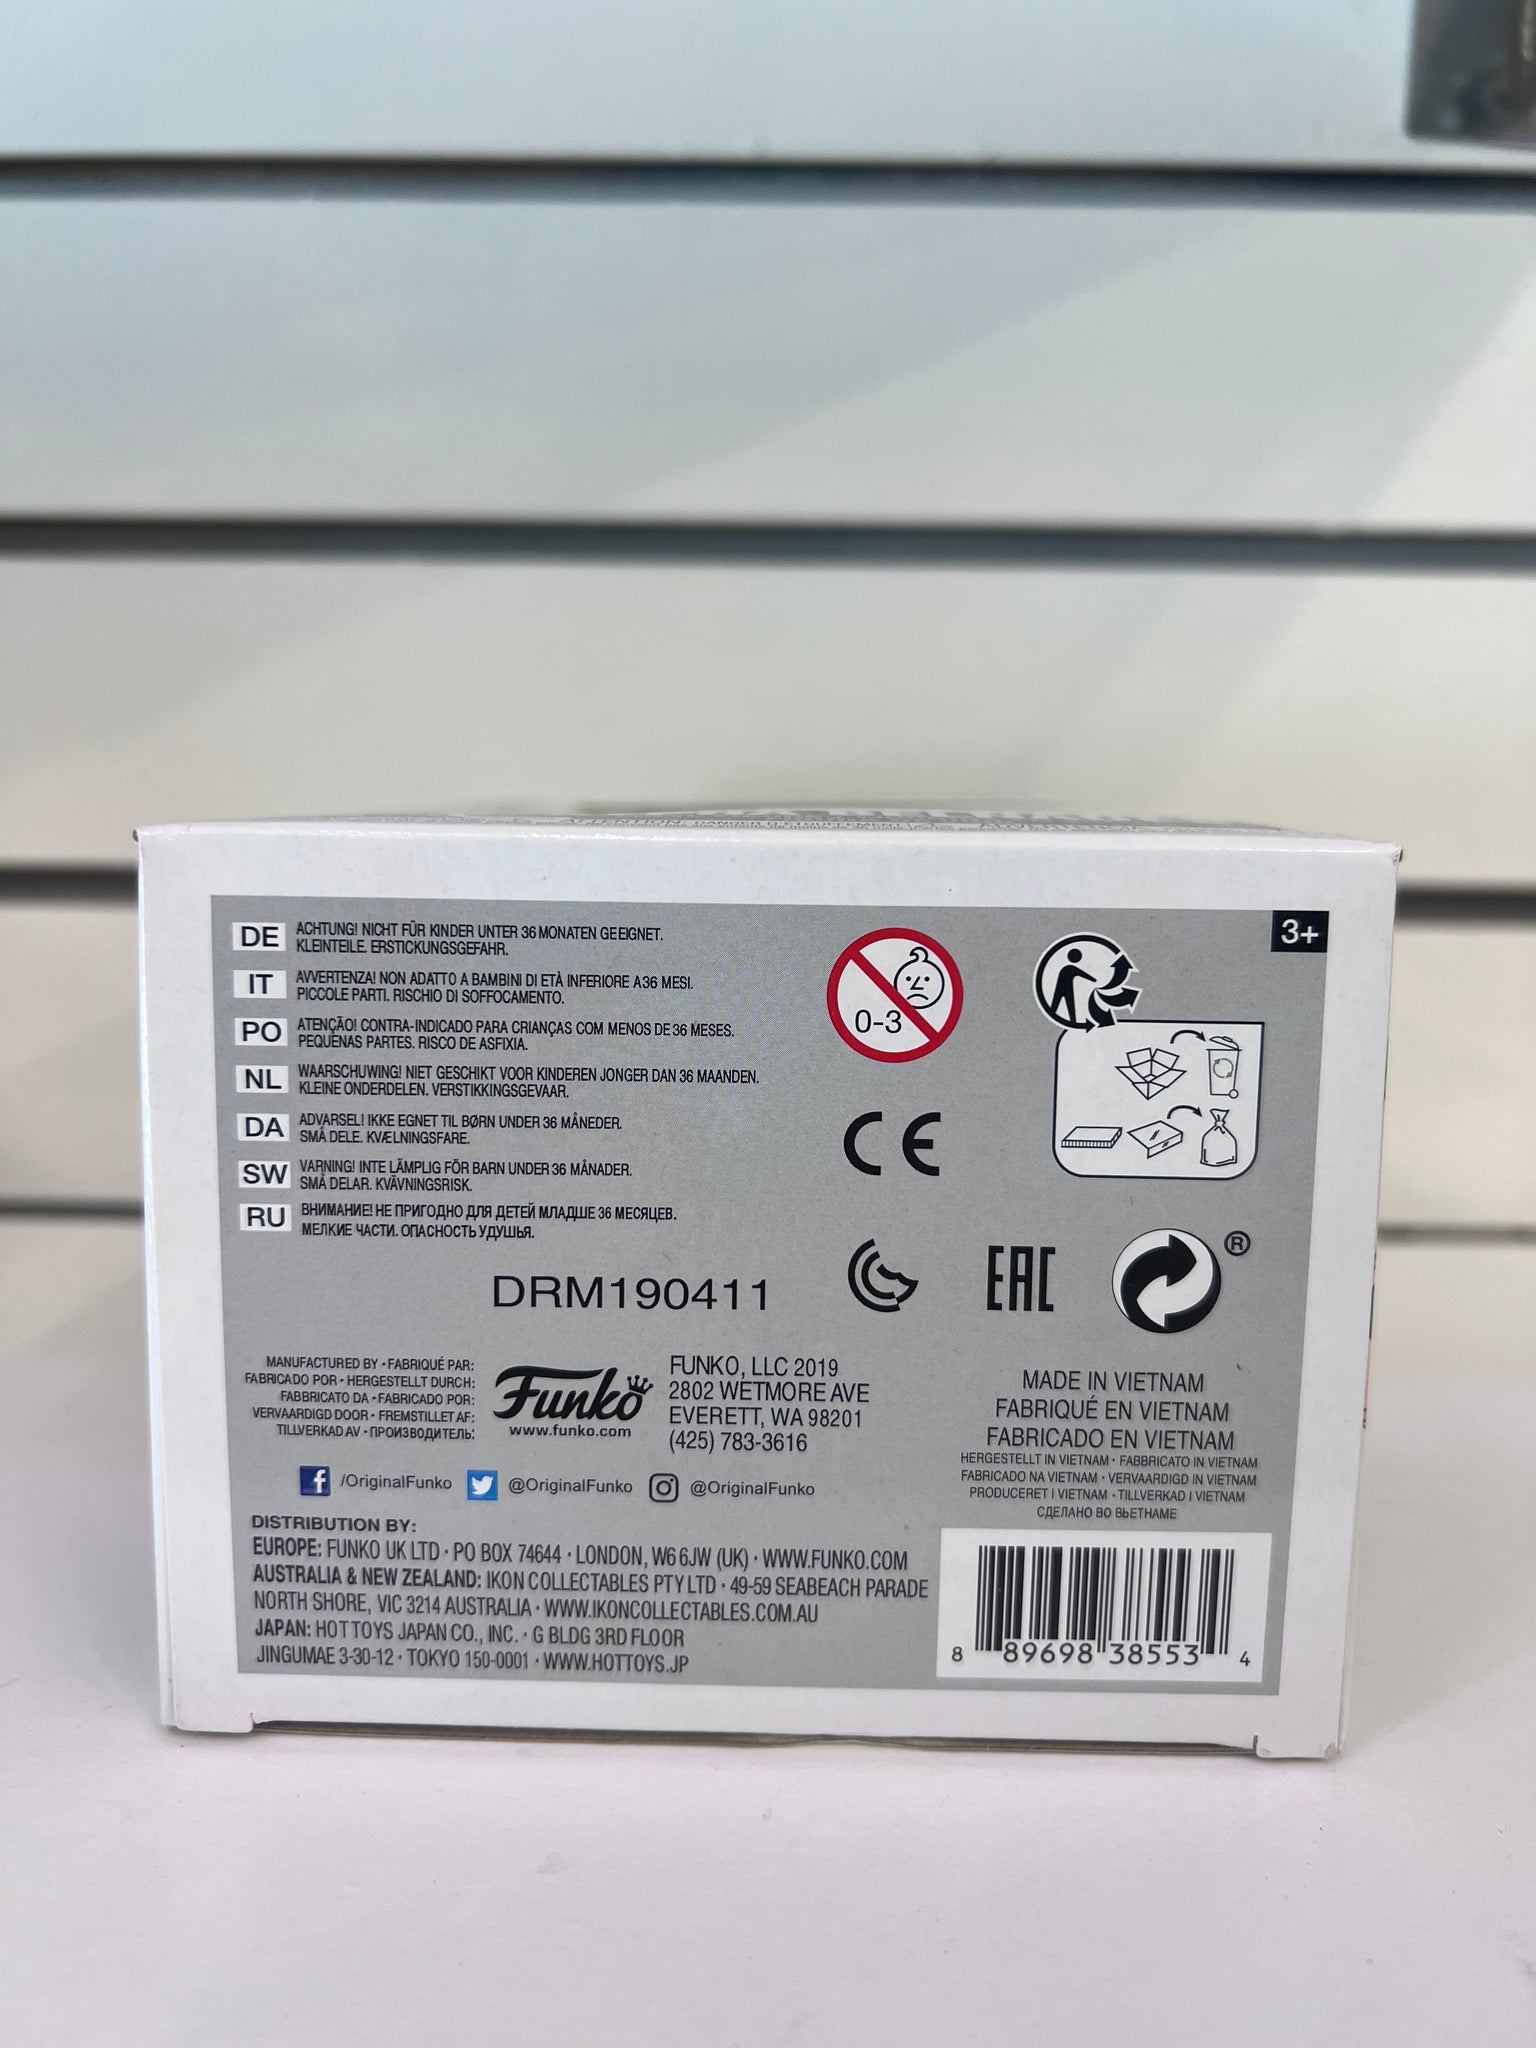 3+
DE
ACHTUNG! NICHT FÜR KINDER UNTER 36 MONATEN GEEIGNET.
KLEINTEILE. ERSTICKUNGSGEFAHR.
IT
AVVERTENZA! NON ADATTO A BAMBINI DI ETÀ INFERIORE A 36 MESI.
PICCOLE PARTI. RISCHIO DI SOFFOCAMENTO.
PO
ATENÇÃO! CONTRA-INDICADO PARA CRIANÇAS COM MENOS DE 36 MESES.
PEQUENAS PARTES. RISCO DE ASFIXIA.
NL
WAARSCHUWING! NIET GESCHIKT VOOR KINDEREN JONGER DAN 36 MAANDEN.
KLEINE ONDERDELEN. VERSTIKKINGSGEVAAR.
DA
ADVARSEL! IKKE EGNET TIL BØRN UNDER 36 MÅNEDER.
SMÅ DELE. KVÆLNINGSFARE.
SW
VARNING! INTE LÄMPLIG FÖR BARN UNDER 36 MÅNADER.
SMÅ DELAR. KVÄVNINGSRISK.
RU
ВНИМАНИЕ! НЕ ПРИГОДНО ДЛЯ ДЕТЕЙ МЛАДШЕ 36 МЕСЯЦЕВ.
МЕЛКИЕ ЧАСТИ. ОПАСНОСТЬ УДУШЬЯ.
0-3
CE
DRM190411
EAC
®
MANUFACTURED BY • FABRIQUÉ PAR:
FABRICADO POR • HERGESTELLT DURCH:
FABBRICATO DA • FABRICADO POR:
VERVAARDIGD DOOR • FREMSTILLET AF:
TILLVERKAD AV • ПРОИЗВОДИТЕЛЬ:
Funko
www.funko.com
FUNKO, LLC 2019
2802 WETMORE AVE
EVERETT, WA 98201
(425) 783-3616
MADE IN VIETNAM
FABRIQUÉ EN VIETNAM
FABRICADO EN VIETNAM
HERGESTELLT IN VIETNAM • FABBRICATO IN VIETNAM
FABRICADO NA VIETNAM • VERVAARDIGD IN VIETNAM
PRODUCERET I VIETNAM • TILLVERKAD I VIETNAM
СДЕЛАНО ВО ВЬЕТНАМЕ
/OriginalFunko @OriginalFunko @OriginalFunko
DISTRIBUTION BY:
EUROPE: FUNKO UK LTD • PO BOX 74644 • LONDON, W6 6JW (UK) • WWW.FUNKO.COM
AUSTRALIA & NEW ZEALAND: IKON COLLECTABLES PTY LTD • 49-59 SEABEACH PARADE
NORTH SHORE, VIC 3214 AUSTRALIA • WWW.IKONCOLLECTABLES.COM.AU
JAPAN: HOT TOYS JAPAN CO., INC. • G BLDG 3RD FLOOR
JINGUMAE 3-30-12 • TOKYO 150-0001 • WWW.HOTTOYS.JP
8 89698 38553 4